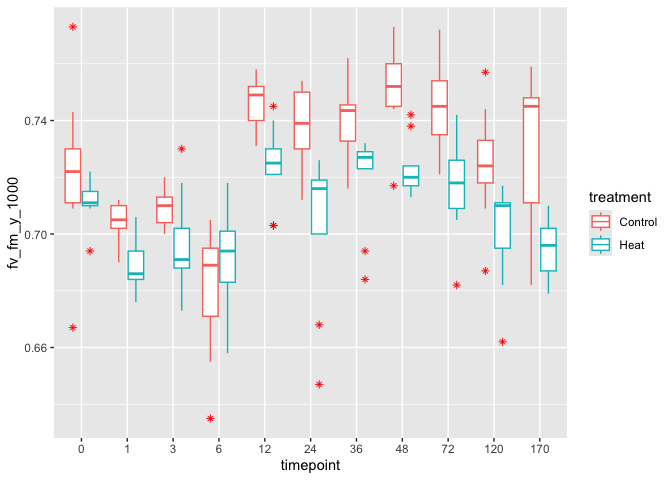 fv_fm_y_1000
0.74
0.70
0.66
0 1 3 6 12 24 36 48 72 120 170
timepoint
treatment
Control
Heat